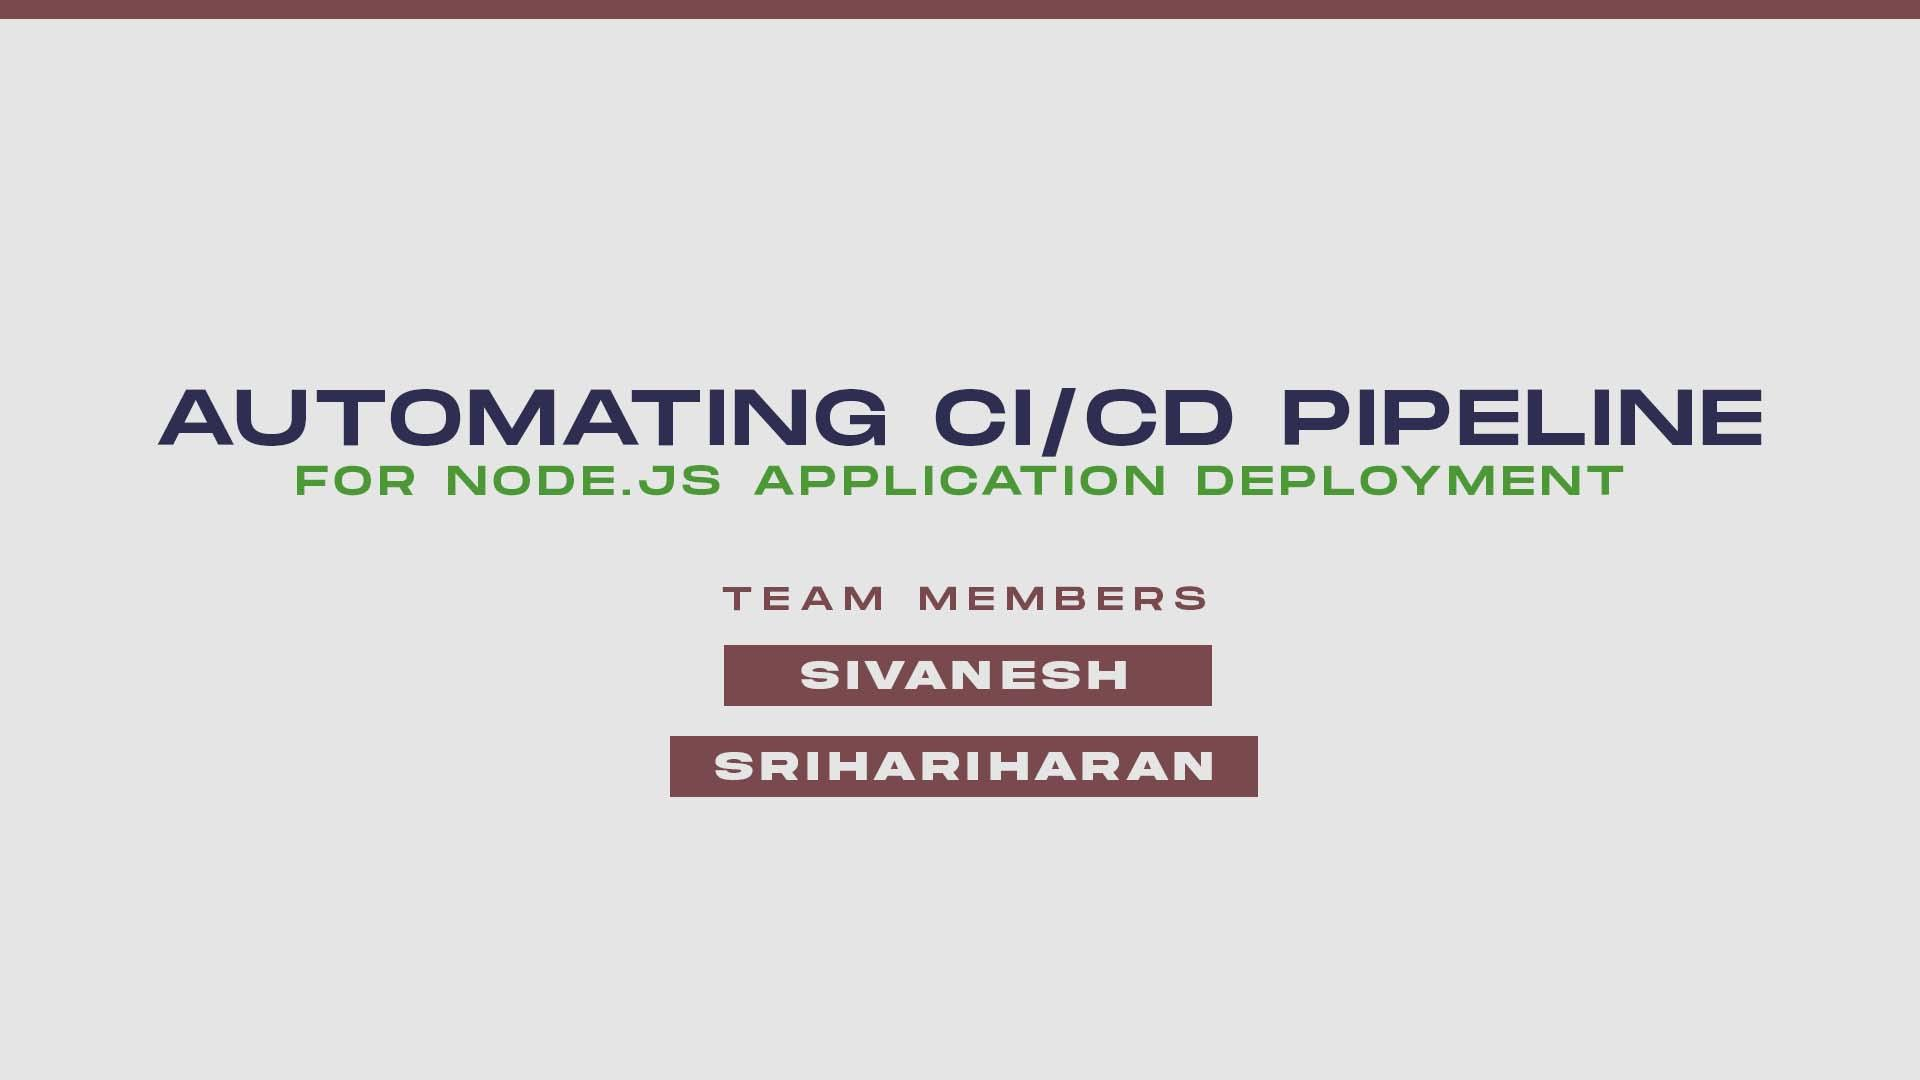 AUTOMATING CI/CD PIPELINE
FOR NODE.JS APPLICATION DEPLOYMENT
TEAM MEMBERS
SIVANESH
SRIHARIHARAN